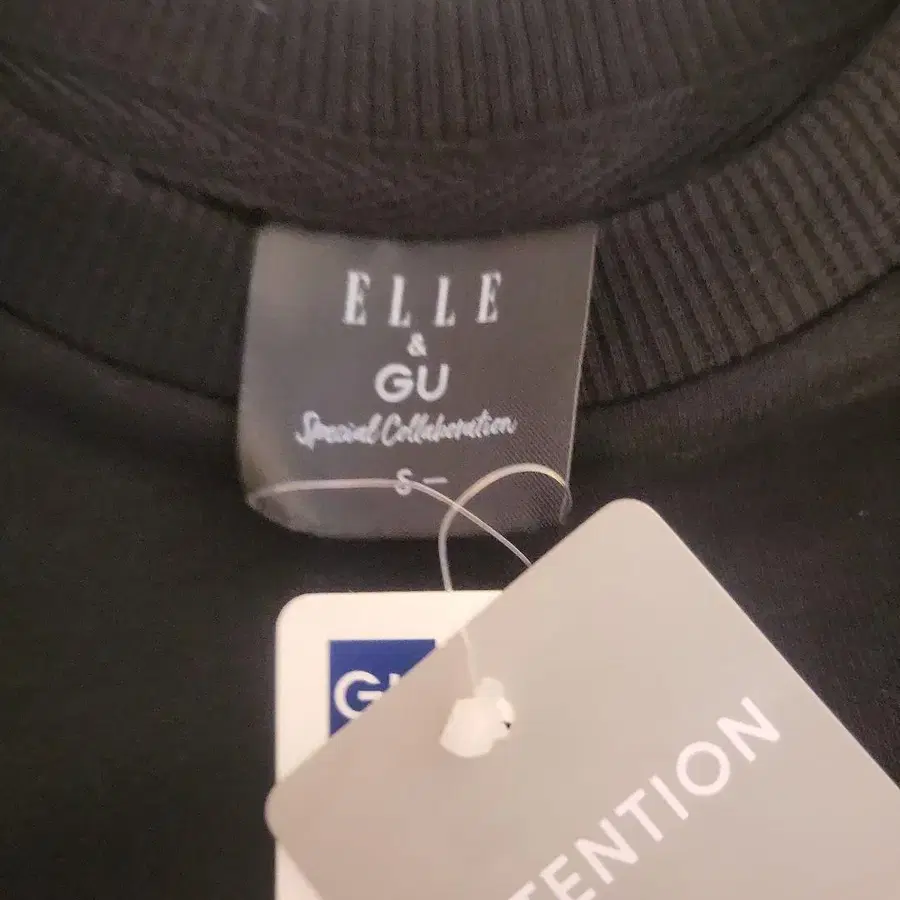 ELLE
&
GU
Special Collaboration
S –
G
TENTION